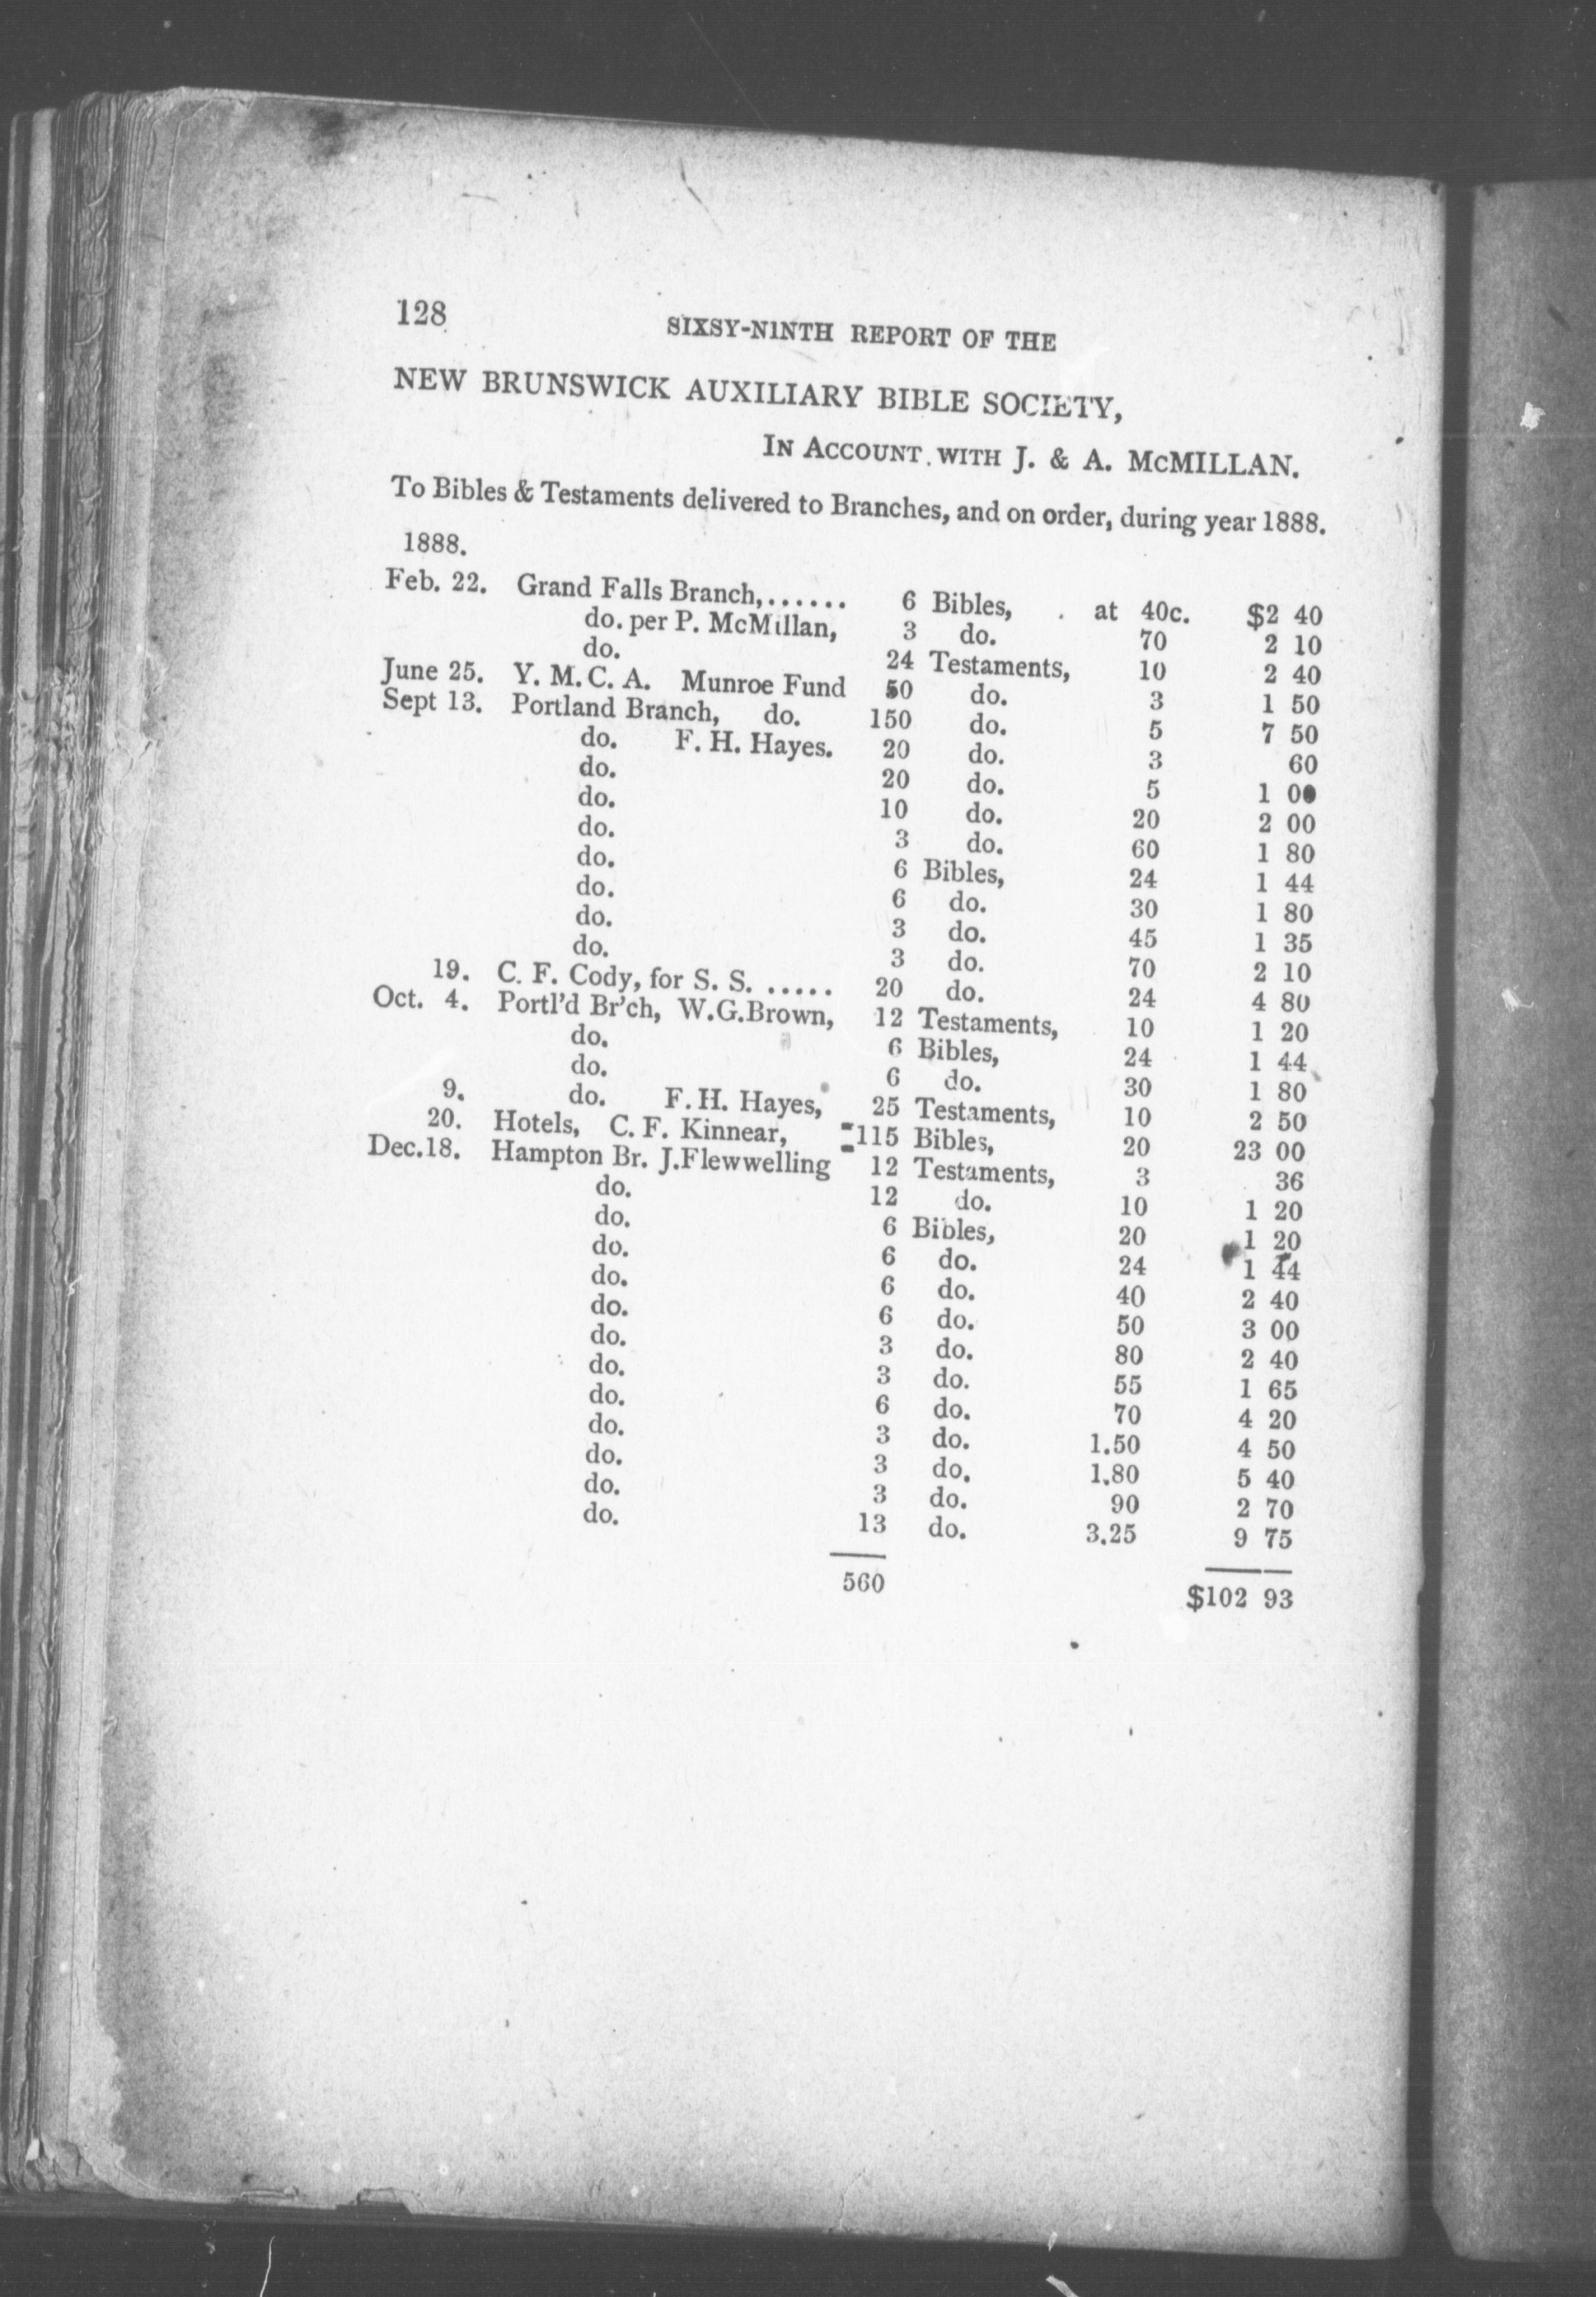 128
SIXSY-N1NTH REPORT OF THE
NEW BRUNSWICK AUXILIARY BIBLE SOCIETY,
IN ACCOUNT WITH J. & A. McMILLAN.
To Bibles & Testaments delivered to Branches, and on order, during year 1888.
1888.
Feb. 22. Grand Falls Branch,...... 6 Bibles, . at 40c. $2 40
do. per P. McMillan, 3 do. 70 2 10
do. 24 Testaments, 10 2 40
June 25. Y. M. C. A. Munroe Fund 50 do. 3 1 50
Sept 13. Portland Branch, do. 150 do. 5 7 50
do. F. H. Hayes. 20 do. 3 60
do. 20 do. 5 1 00
do. 10 do. 20 2 00
do. 3 do. 60 1 80
do. 6 Bibles, 24 1 44
do. 6 do. 30 1 80
do. 3 do. 45 1 35
do. 3 do. 70 2 10
19. C. F. Cody, for S. S. ..... 20 do. 24 4 80
Oct. 4. Portl'd Br'ch, W.G.Brown, 12 Testaments, 10 1 20
do. 6 Bibles, 24 1 44
do. 6 do. 30 1 80
9. do. F. H. Hayes, 25 Testaments, 10 2 50
20. Hotels, C. F. Kinnear, 115 Bibles, 20 23 00
Dec.18. Hampton Br. J.Flewwelling 12 Testaments, 3 36
do. 12 do. 10 1 20
do. 6 Bibles, 20 1 20
do. 6 do. 24 1 44
do. 6 do. 40 2 40
do. 6 do. 50 3 00
do. 3 do. 80 2 40
do. 3 do. 55 1 65
do. 6 do. 70 4 20
do. 3 do. 1.50 4 50
do. 3 do. 1.80 5 40
do. 3 do. 90 2 70
do. 13 do. 3.25 9 75
560 $102 93